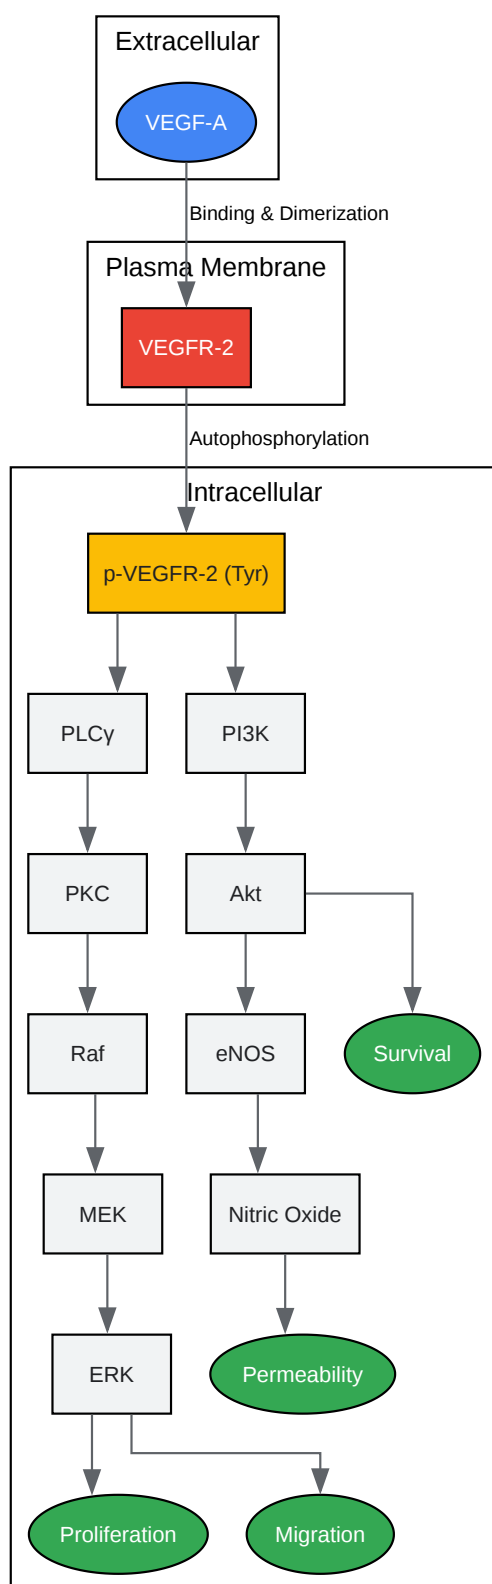 Extracellular
VEGF-A
Binding & Dimerization
Plasma Membrane
VEGFR-2
Autophosphorylation
Intracellular
p-VEGFR-2 (Tyr)
PLCγ
PI3K
PKC
Akt
Raf
eNOS
Survival
MEK
Nitric Oxide
ERK
Permeability
Proliferation
Migration